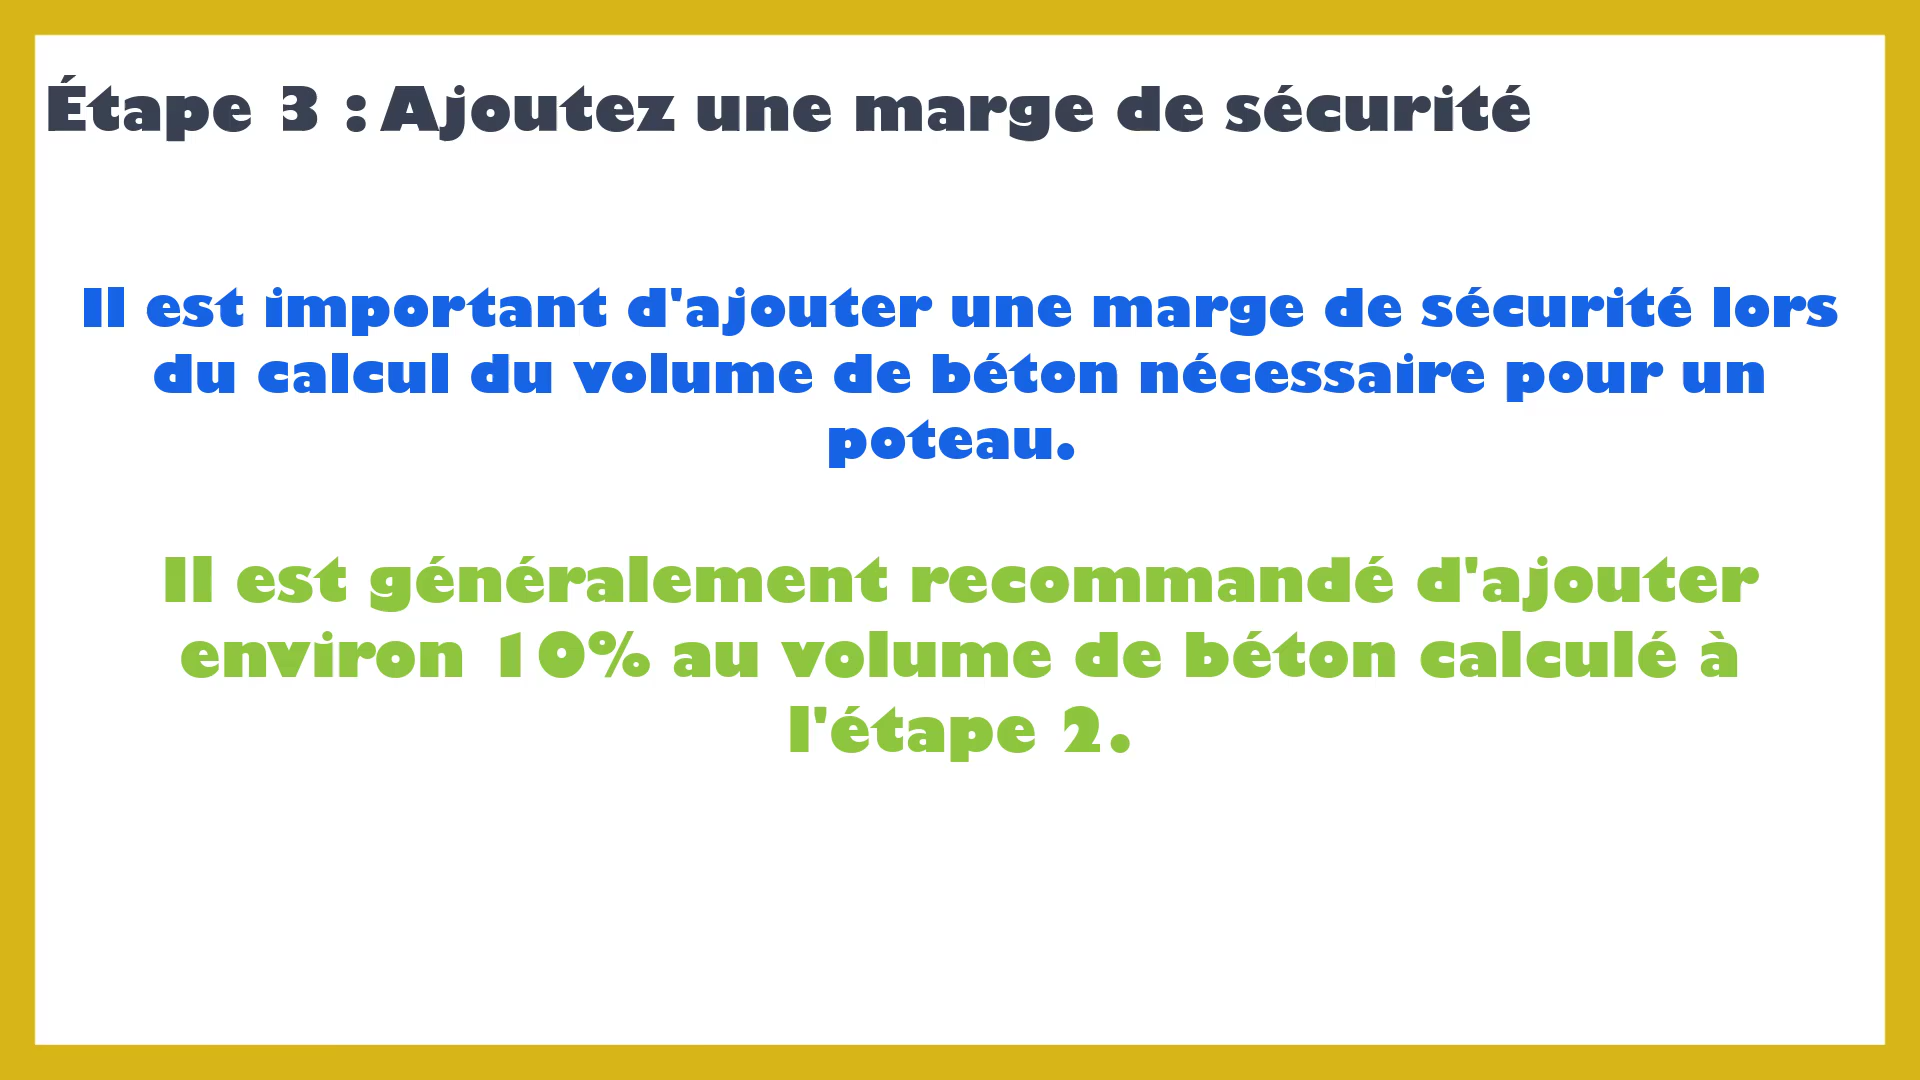 Étape 3 : Ajoutez une marge de sécurité
Il est important d'ajouter une marge de sécurité lors
du calcul du volume de béton nécessaire pour un
poteau.
Il est généralement recommandé d'ajouter
environ 10% au volume de béton calculé à
l'étape 2.